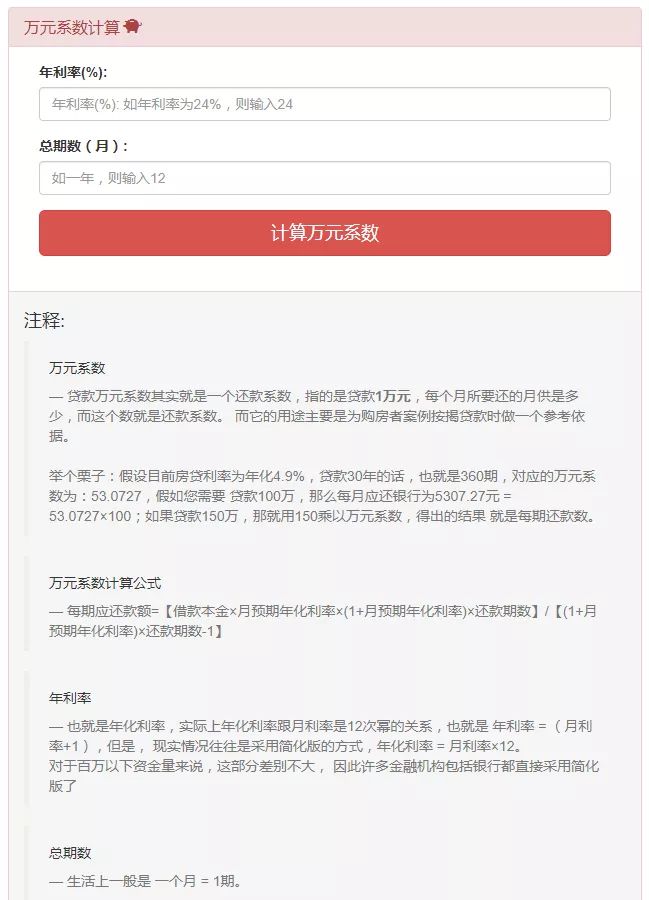 万元系数计算
年利率(%):
年利率(%): 如年利率为24%，则输入24
总期数（月）:
如一年，则输入12
计算万元系数
注释:
万元系数
— 贷款万元系数其实就是一个还款系数，指的是贷款1万元，每个月所要还的月供是多
少，而这个数就是还款系数。 而它的用途主要是为购房者案例按揭贷款时做一个参考依
据。
举个栗子：假设目前房贷利率为年化4.9%，贷款30年的话，也就是360期，对应的万元系
数为：53.0727，假如您需要 贷款100万，那么每月应还银行为5307.27元 =
53.0727×100；如果贷款150万，那就用150乘以万元系数，得出的结果 就是每期还款数。
万元系数计算公式
— 每期应还款额=【借款本金×月预期年化利率×(1+月预期年化利率)×还款期数】/【(1+月
预期年化利率)×还款期数-1】
年利率
— 也就是年化利率，实际上年化利率跟月利率是12次幂的关系，也就是 年利率 = （ 月利
率+1 ），但是， 现实情况往往是采用简化版的方式，年化利率 = 月利率×12。
对于百万以下资金量来说，这部分差别不大， 因此许多金融机构包括银行都直接采用简化
版了
总期数
— 生活上一般是 一个月 = 1期。